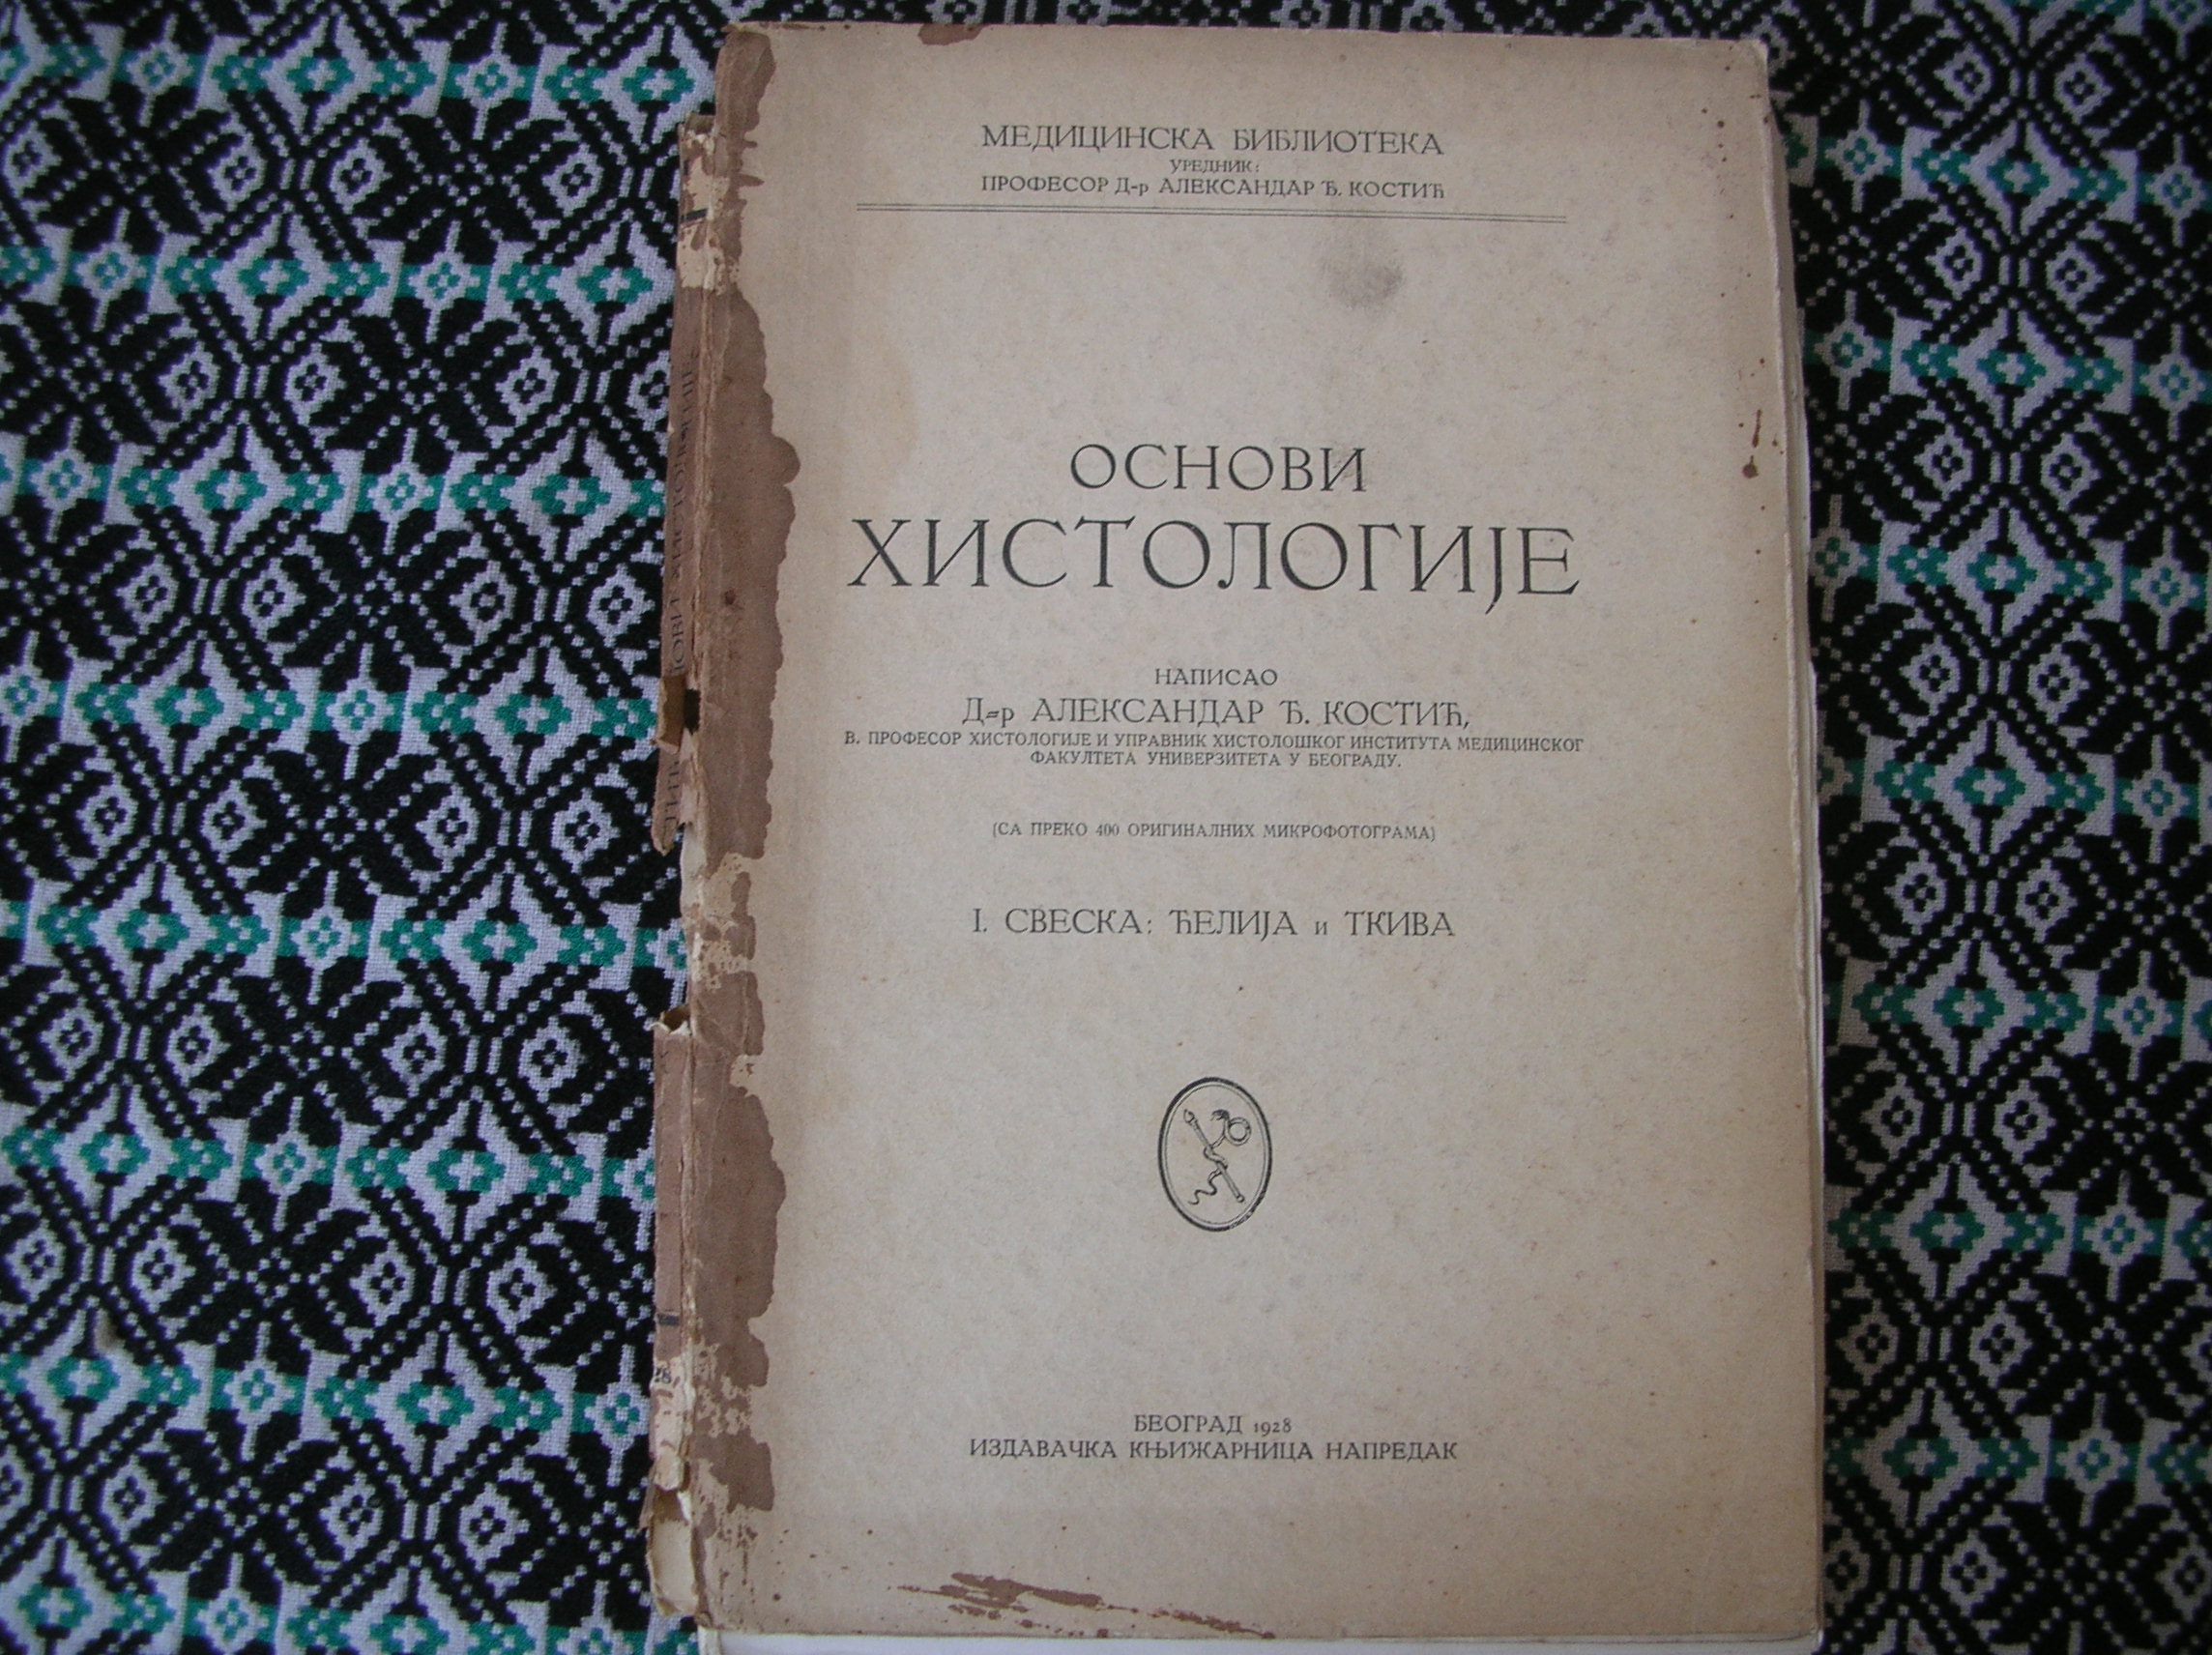 МЕДИЦИНСКА БИБЛИОТЕКА
УРЕДНИК:
ПРОФЕСОР Д-р АЛЕКСАНДАР Ђ. КОСТИЋ
ОСНОВИ
ХИСТОЛОГИЈЕ
НАПИСАО
Д-р АЛЕКСАНДАР Ђ. КОСТИЋ,
В. ПРОФЕСОР ХИСТОЛОГИЈЕ И УПРАВНИК ХИСТОЛОШКОГ ИНСТИТУТА МЕДИЦИНСКОГ
ФАКУЛТЕТА УНИВЕРЗИТЕТА У БЕОГРАДУ.
(СА ПРЕКО 400 ОРИГИНАЛНИХ МИКРОФОТОГРАМА)
I. СВЕСКА: ЋЕЛИЈА и ТКИВА
БЕОГРАД 1928
ИЗДАВАЧКА КЊИЖАРНИЦА НАПРЕДАК